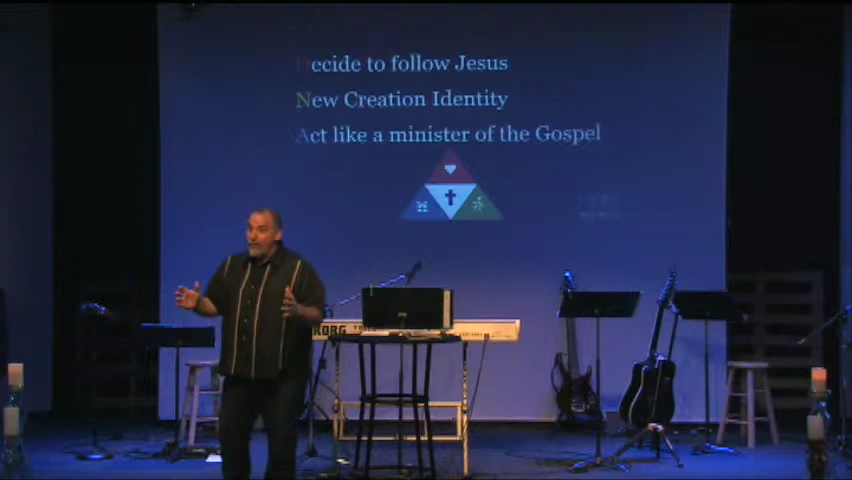 Decide to follow Jesus
New Creation Identity
Act like a minister of the Gospel
KORG